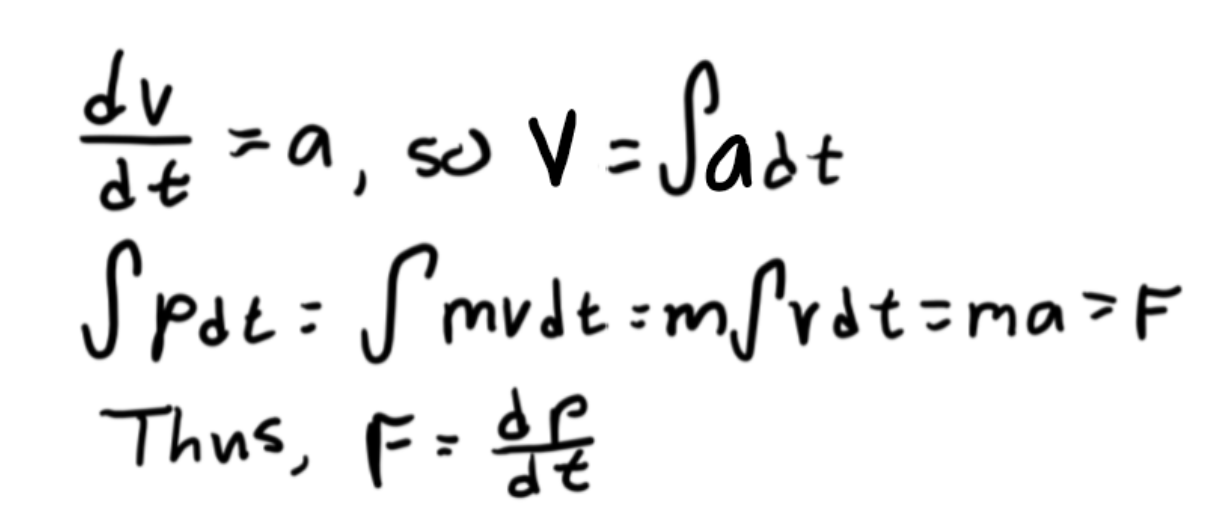 dv/dt = a, so V = ∫a dt
∫p dt = ∫mv dt = m∫v dt = ma = F
Thus, F = dp/dt